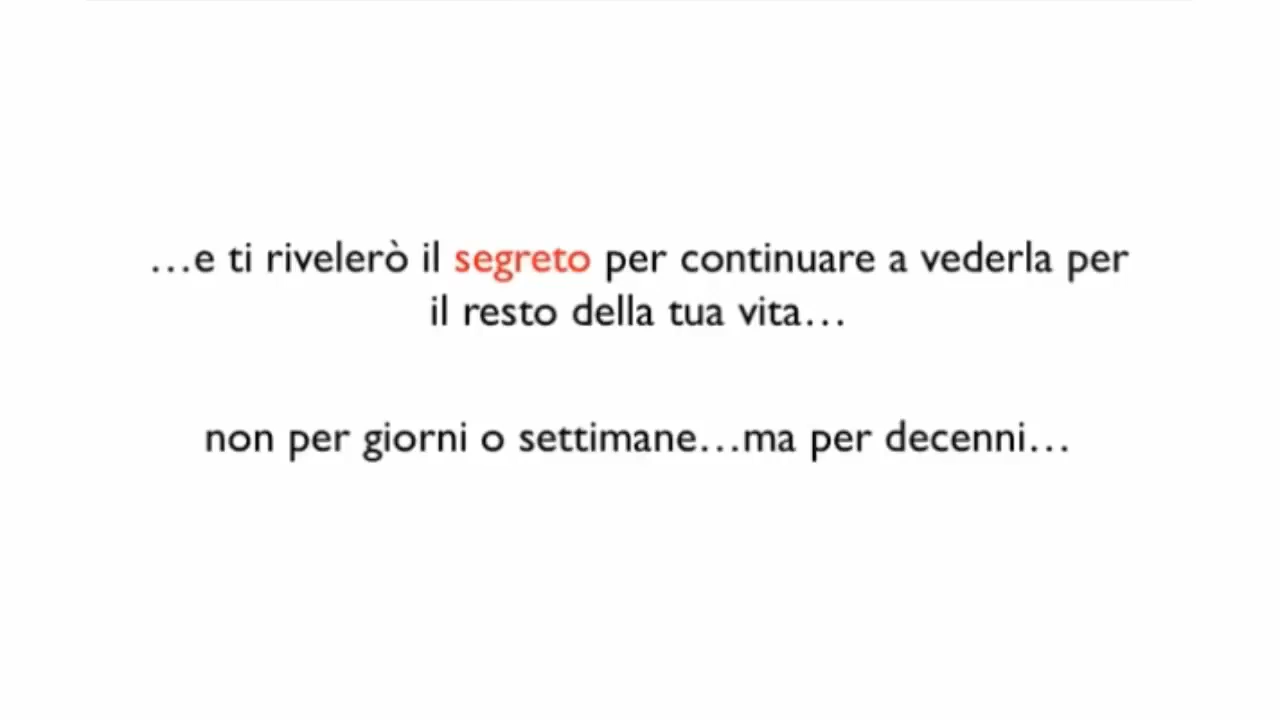 …e ti rivelerò il segreto per continuare a vederla per
il resto della tua vita…
non per giorni o settimane…ma per decenni…